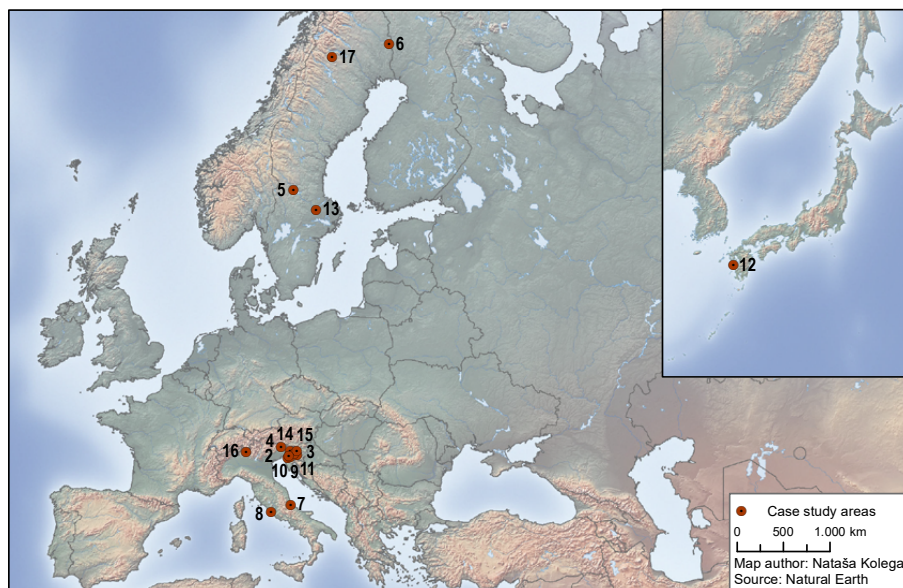 6
17
5
13
12
14 15
4
16 2 3
10 9 11
7
8
Case study areas
0 500 1.000 km
Map author: Nataša Kolega
Source: Natural Earth